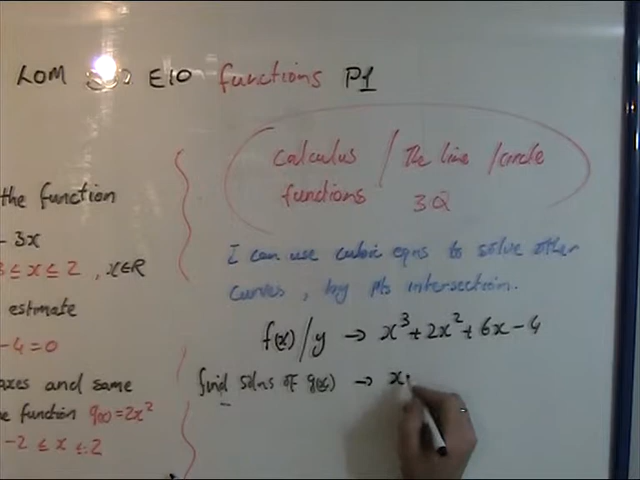 LOM E10 functions P1
calculus / The line / circle
functions 3Q
the function
- 3x
3 ≤ x ≤ 2 , x∈R
estimate
-4=0
axes and same
e function g(x)=2x²
-2 ≤ x ≤ 2
I can use cubic eqns to solve other
curves , by pts intersection.
f(x)/y → x³+2x²+6x-4
find solns of g(x) → x